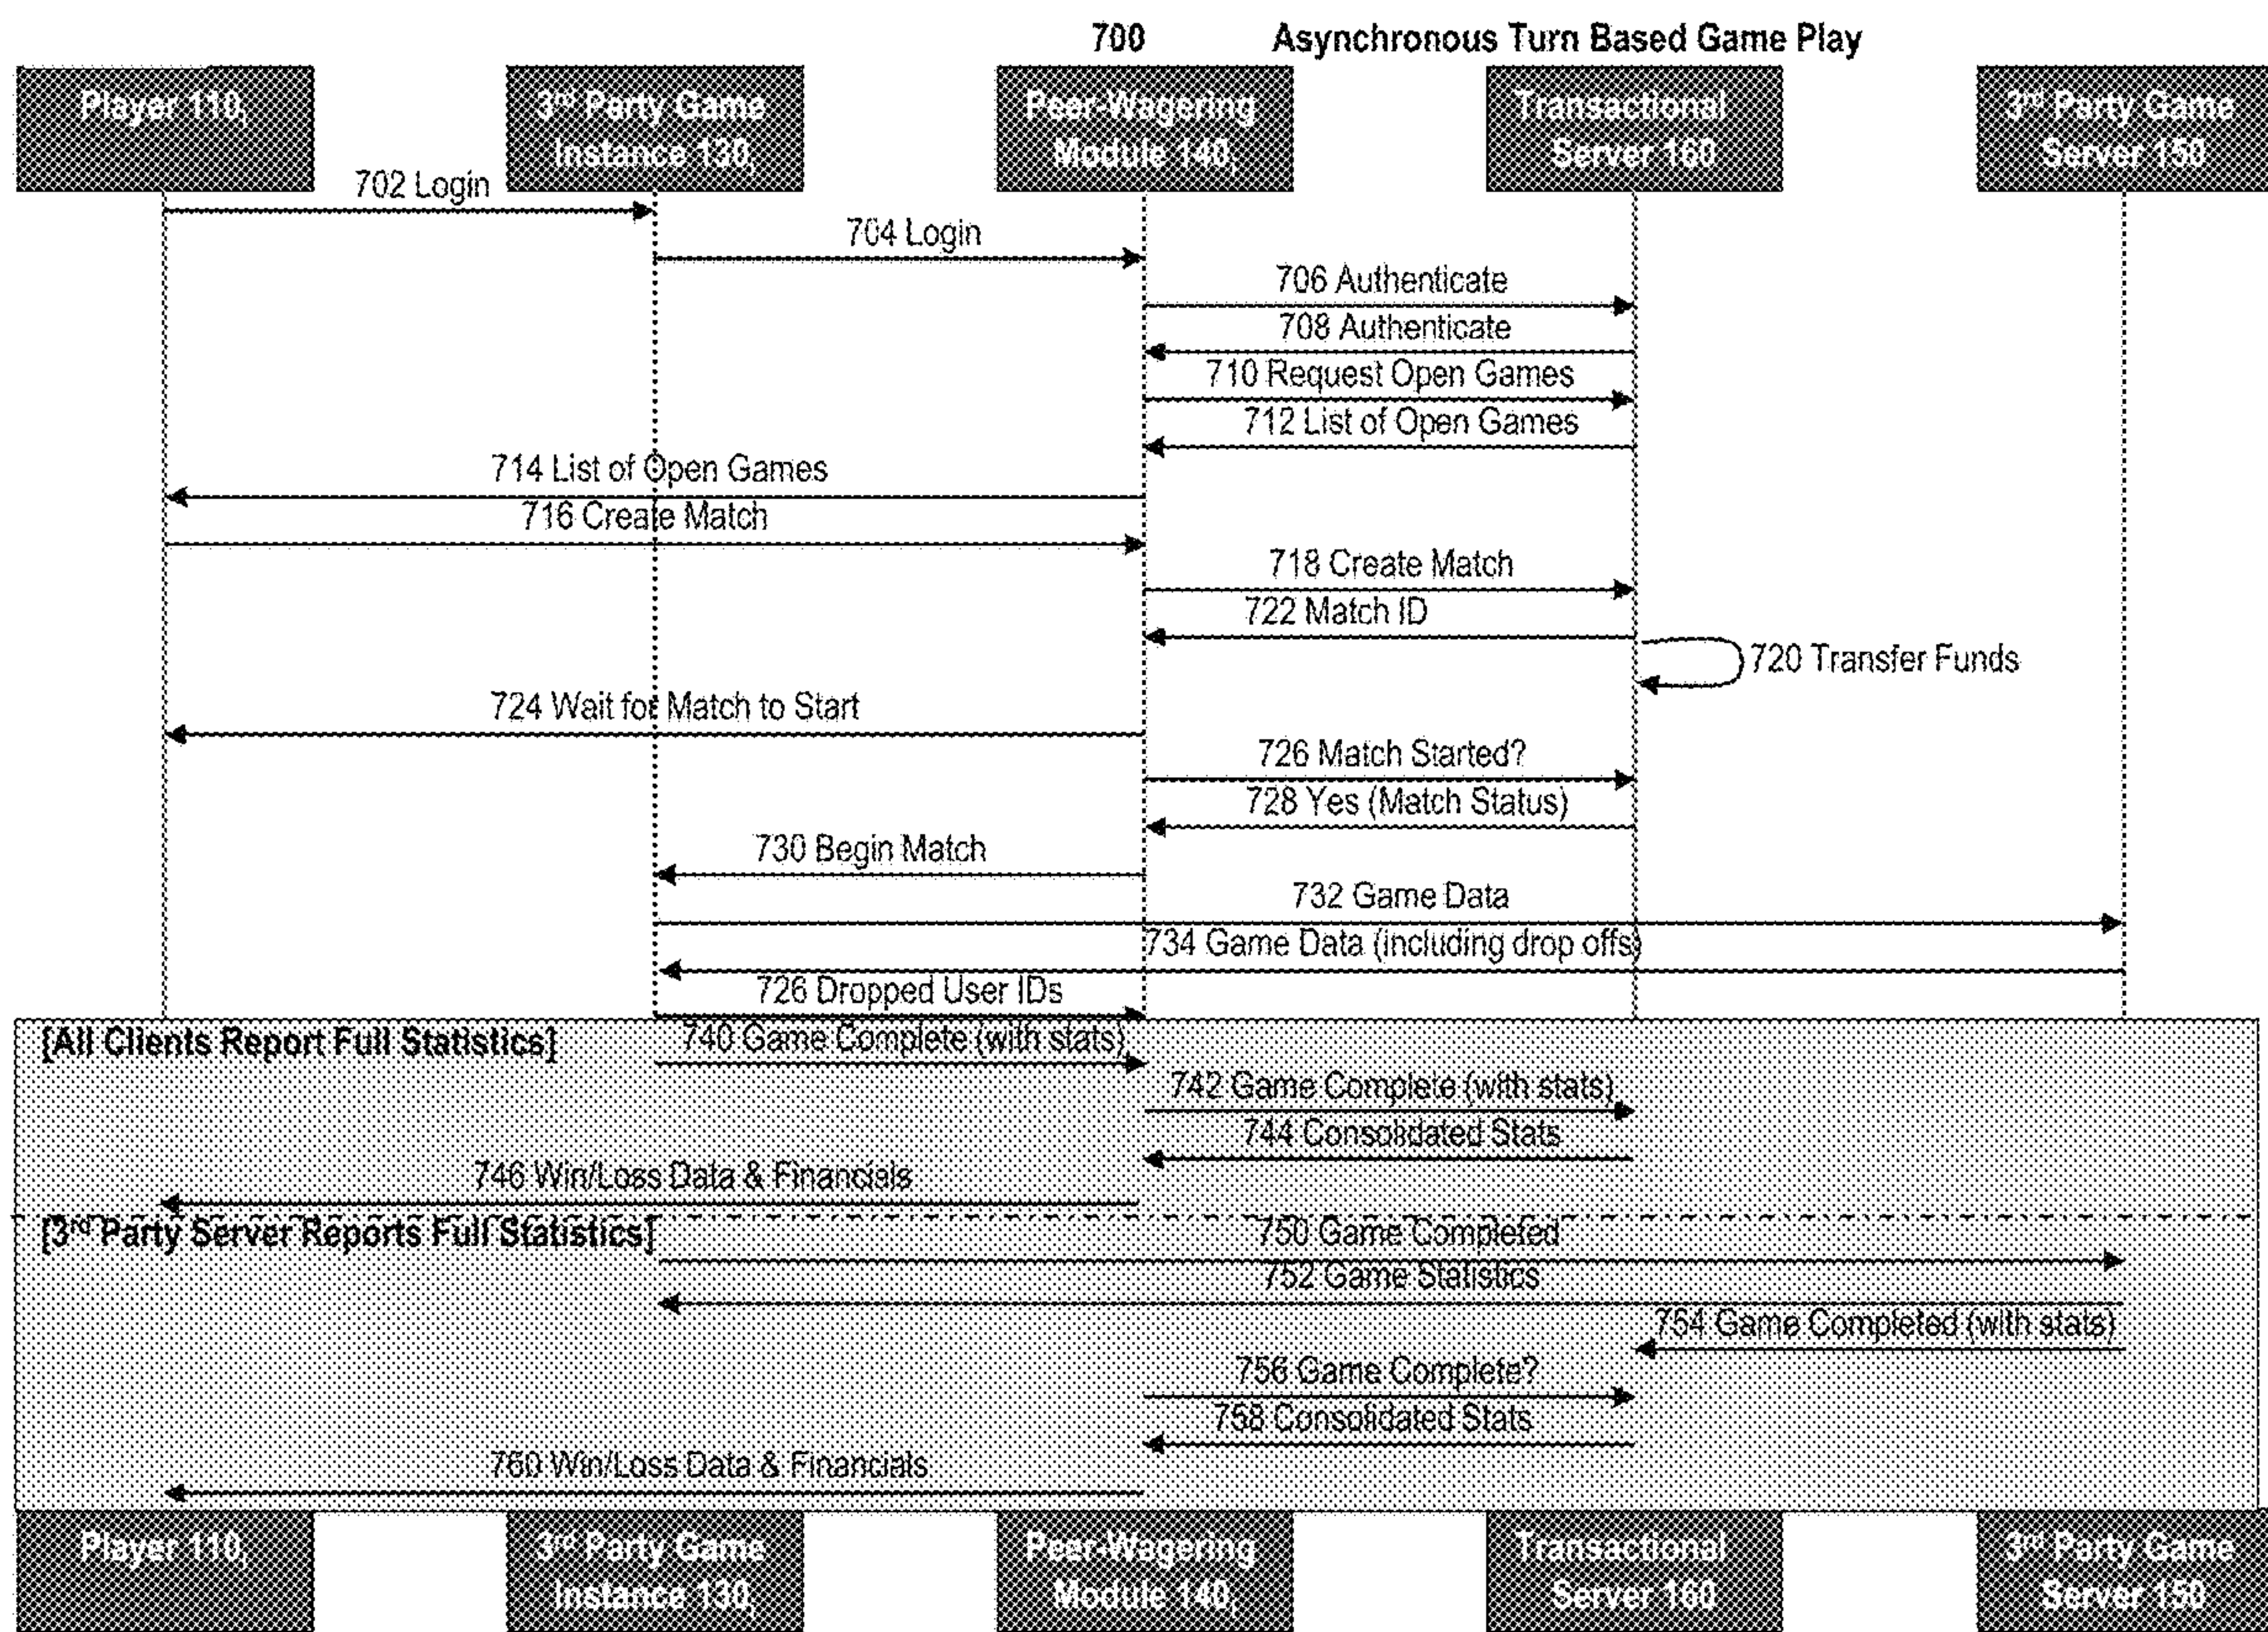 700 Asynchronous Turn Based Game Play
Player 110i
3rd Party Game
Instance 130i
Peer-Wagering
Module 140i
Transactional
Server 160
3rd Party Game
Server 150
702 Login
704 Login
706 Authenticate
708 Authenticate
710 Request Open Games
712 List of Open Games
714 List of Open Games
716 Create Match
718 Create Match
722 Match ID
720 Transfer Funds
724 Wait for Match to Start
726 Match Started?
728 Yes (Match Status)
730 Begin Match
732 Game Data
734 Game Data (including drop offs)
726 Dropped User IDs
[All Clients Report Full Statistics]
740 Game Complete (with stats)
742 Game Complete (with stats)
744 Consolidated Stats
746 Win/Loss Data & Financials
[3rd Party Server Reports Full Statistics]
750 Game Completed
752 Game Statistics
754 Game Completed (with stats)
756 Game Complete?
758 Consolidated Stats
760 Win/Loss Data & Financials
Player 110i
3rd Party Game
Instance 130i
Peer-Wagering
Module 140i
Transactional
Server 160
3rd Party Game
Server 150